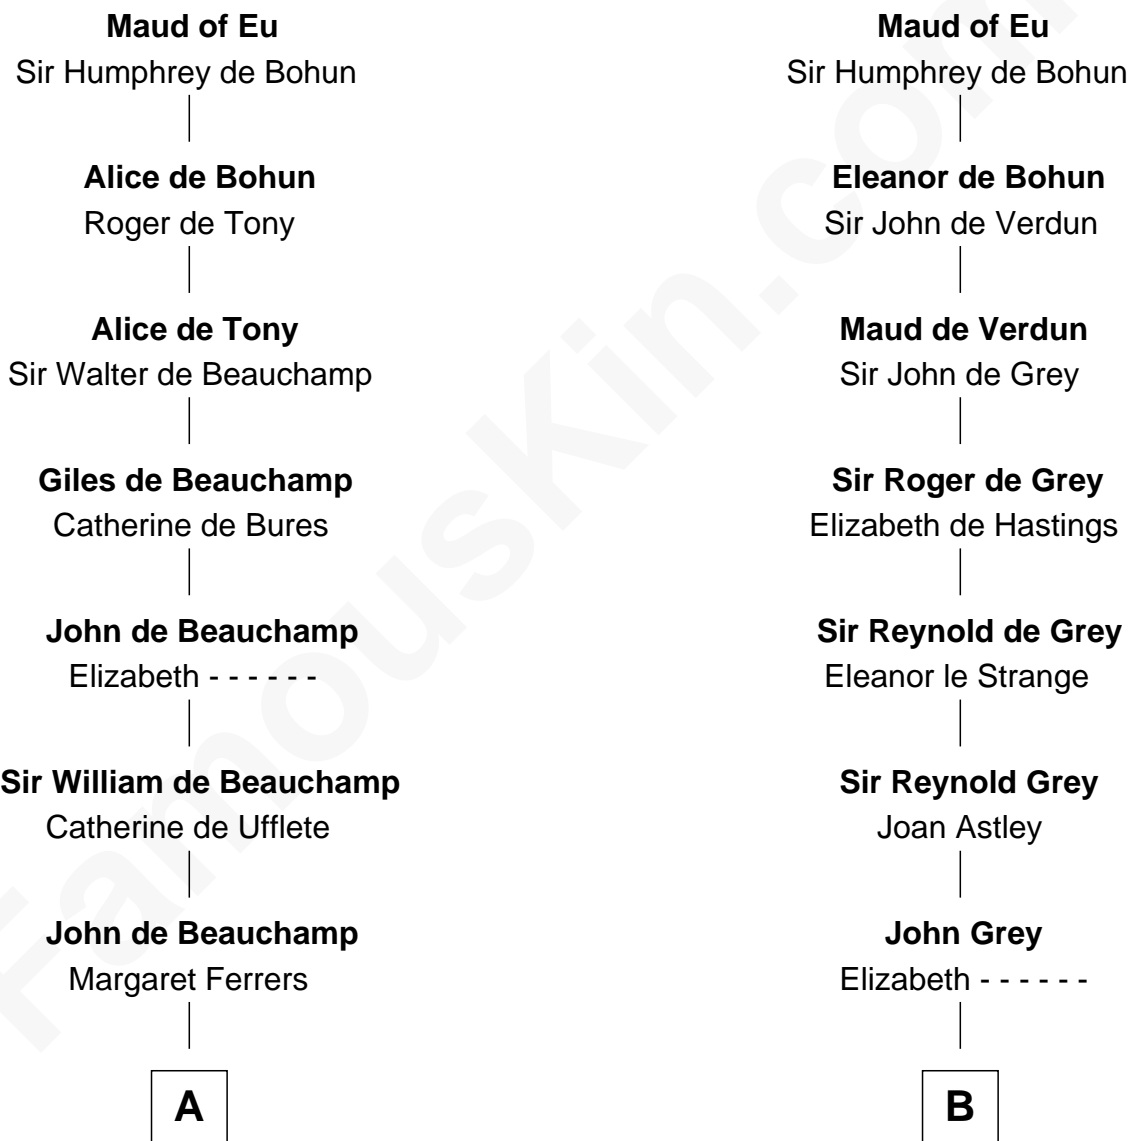 Maud of Eu
Sir Humphrey de Bohun
Alice de Bohun
Roger de Tony
Alice de Tony
Sir Walter de Beauchamp
Giles de Beauchamp
Catherine de Bures
John de Beauchamp
Elizabeth - - - - - -
Sir William de Beauchamp
Catherine de Ufflete
John de Beauchamp
Margaret Ferrers
A
Maud of Eu
Sir Humphrey de Bohun
Eleanor de Bohun
Sir John de Verdun
Maud de Verdun
Sir John de Grey
Sir Roger de Grey
Elizabeth de Hastings
Sir Reynold de Grey
Eleanor le Strange
Sir Reynold Grey
Joan Astley
John Grey
Elizabeth - - - - - -
B
FamousKin.com